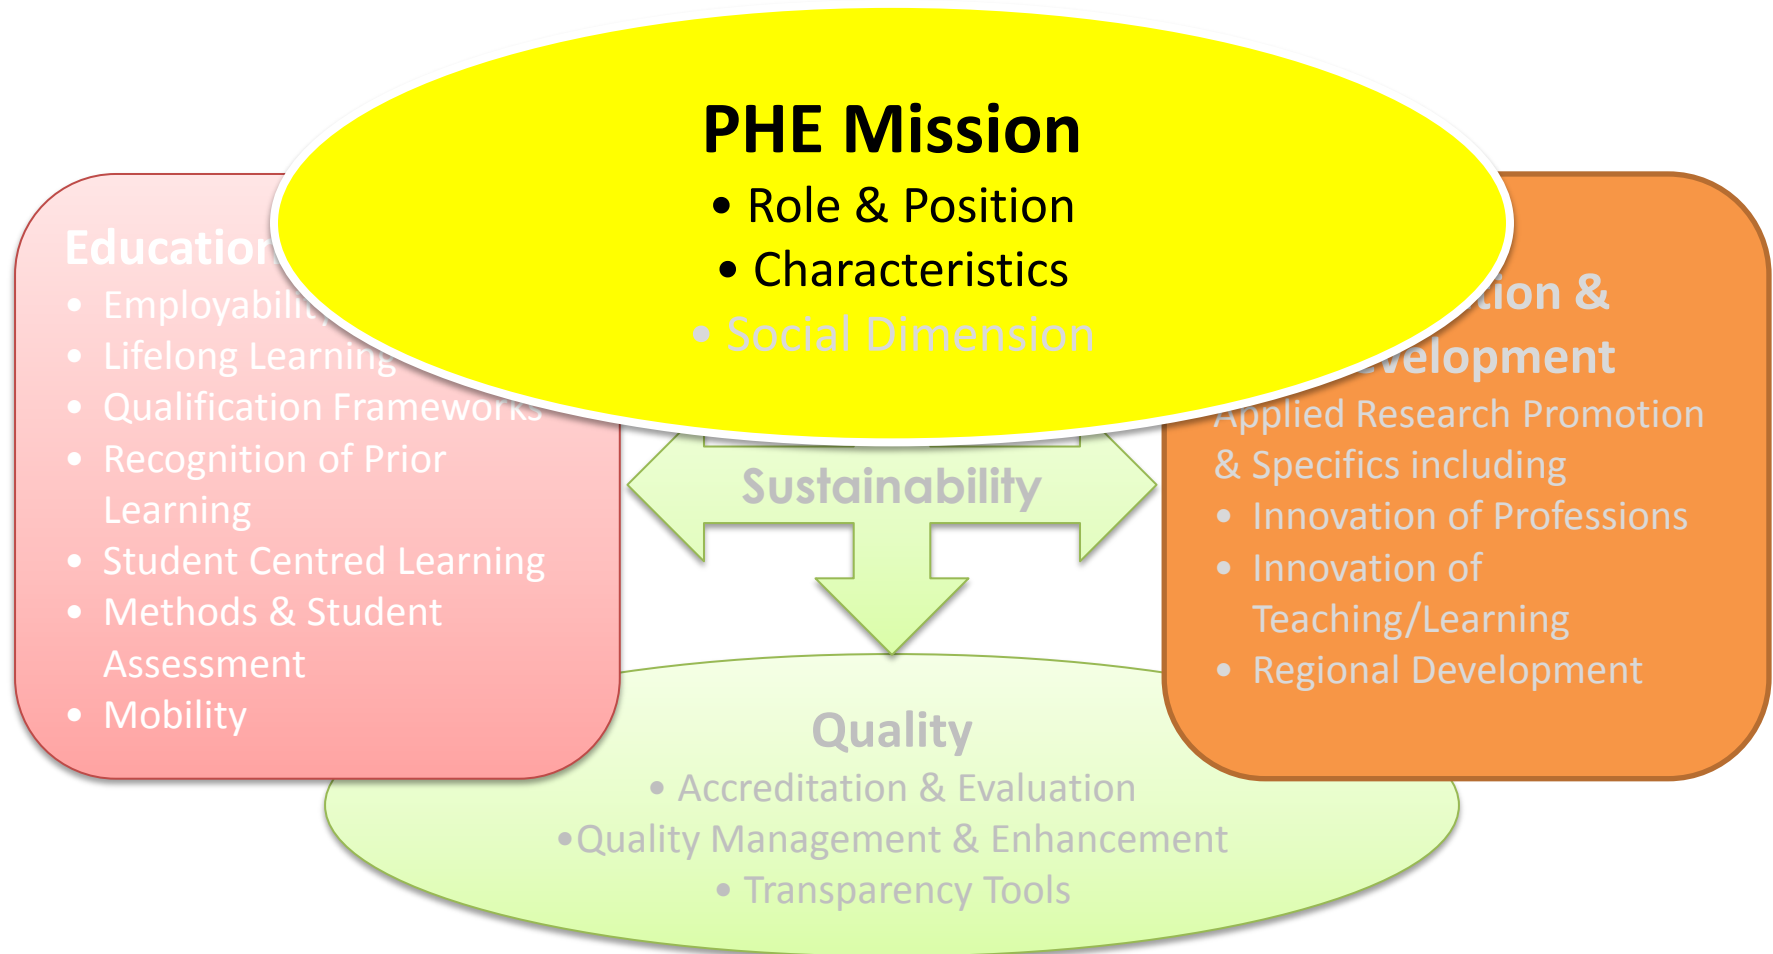 PHE Mission
• Role & Position
• Characteristics
• Social Dimension
Education
• Employability
• Lifelong Learning
• Qualification Frameworks
• Recognition of Prior
Learning
• Student Centred Learning
• Methods & Student
Assessment
• Mobility
Sustainability
tion &
evelopment
Applied Research Promotion
& Specifics including
• Innovation of Professions
• Innovation of
Teaching/Learning
• Regional Development
Quality
• Accreditation & Evaluation
•Quality Management & Enhancement
• Transparency Tools